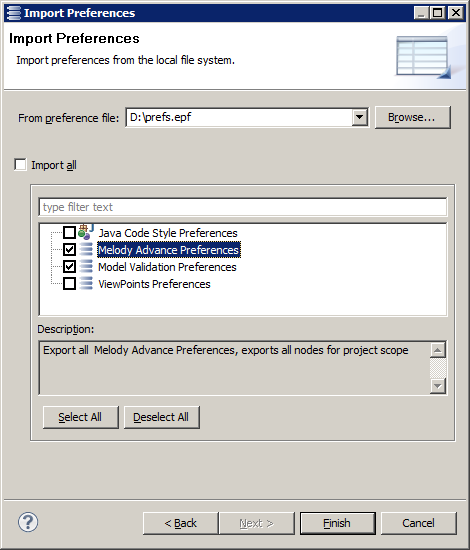 Import Preferences
Import Preferences
Import preferences from the local file system.
From preference file: D:\prefs.epf Browse...
Import all
type filter text
Java Code Style Preferences
Melody Advance Preferences
Model Validation Preferences
ViewPoints Preferences
Description:
Export all  Melody Advance Preferences, exports all nodes for project scope
Select All Deselect All
? < Back Next > Finish Cancel